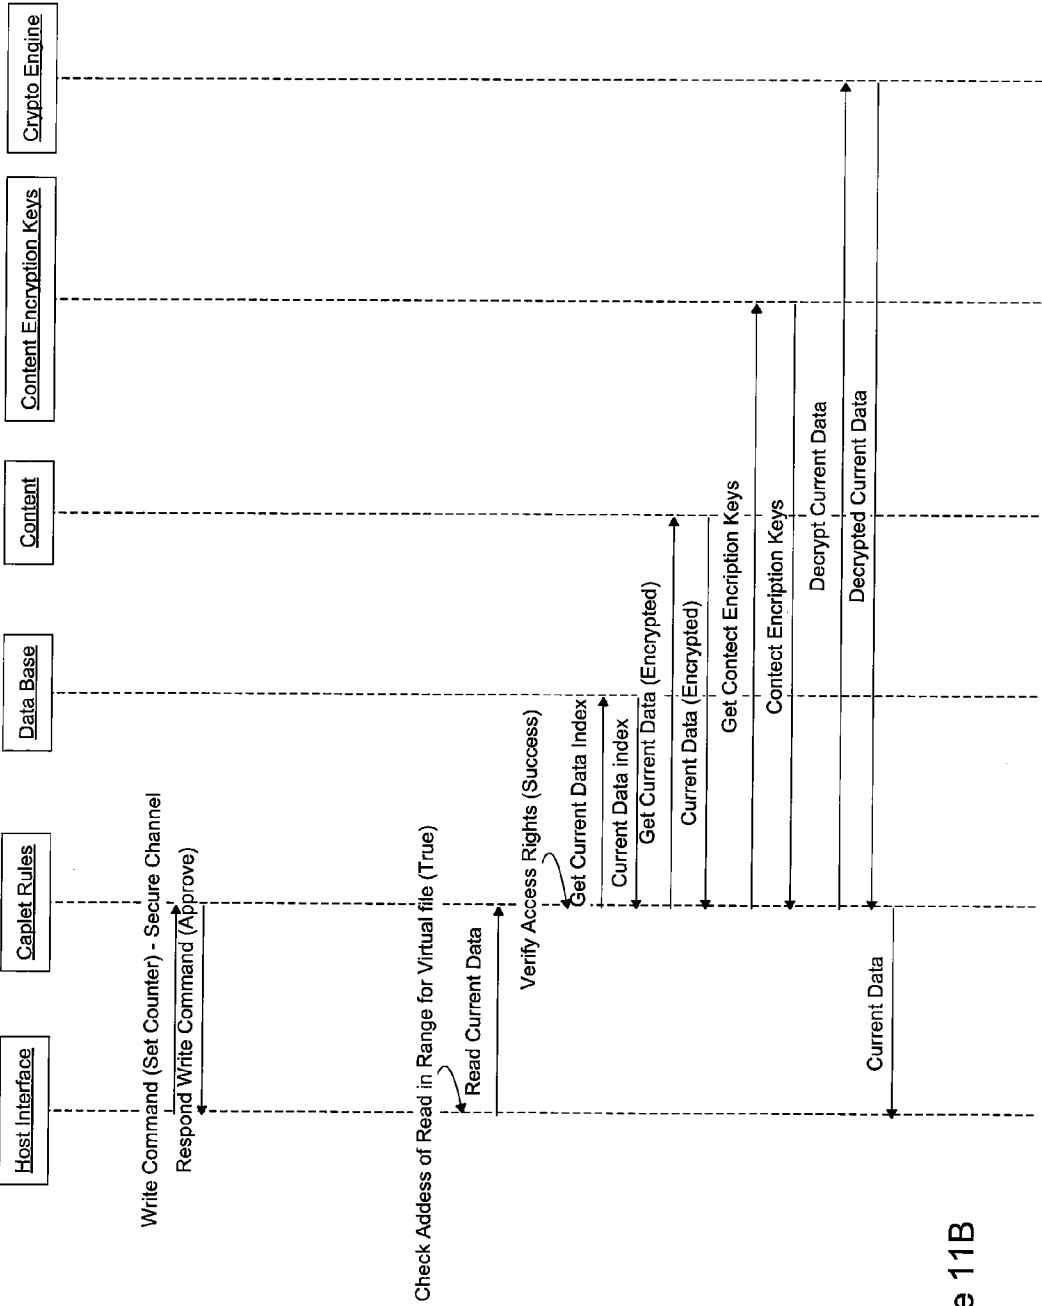 Host Interface
Caplet Rules
Data Base
Content
Content Encryption Keys
Crypto Engine
Write Command (Set Counter) - Secure Channel
Respond Write Command (Approve)
Check Addess of Read in Range for Virtual file (True)
Read Current Data
Verify Access Rights (Success)
Get Current Data Index
Current Data index
Get Current Data (Encrypted)
Current Data (Encrypted)
Get Contect Encription Keys
Contect Encription Keys
Decrypt Current Data
Decrypted Current Data
Current Data
e 11B